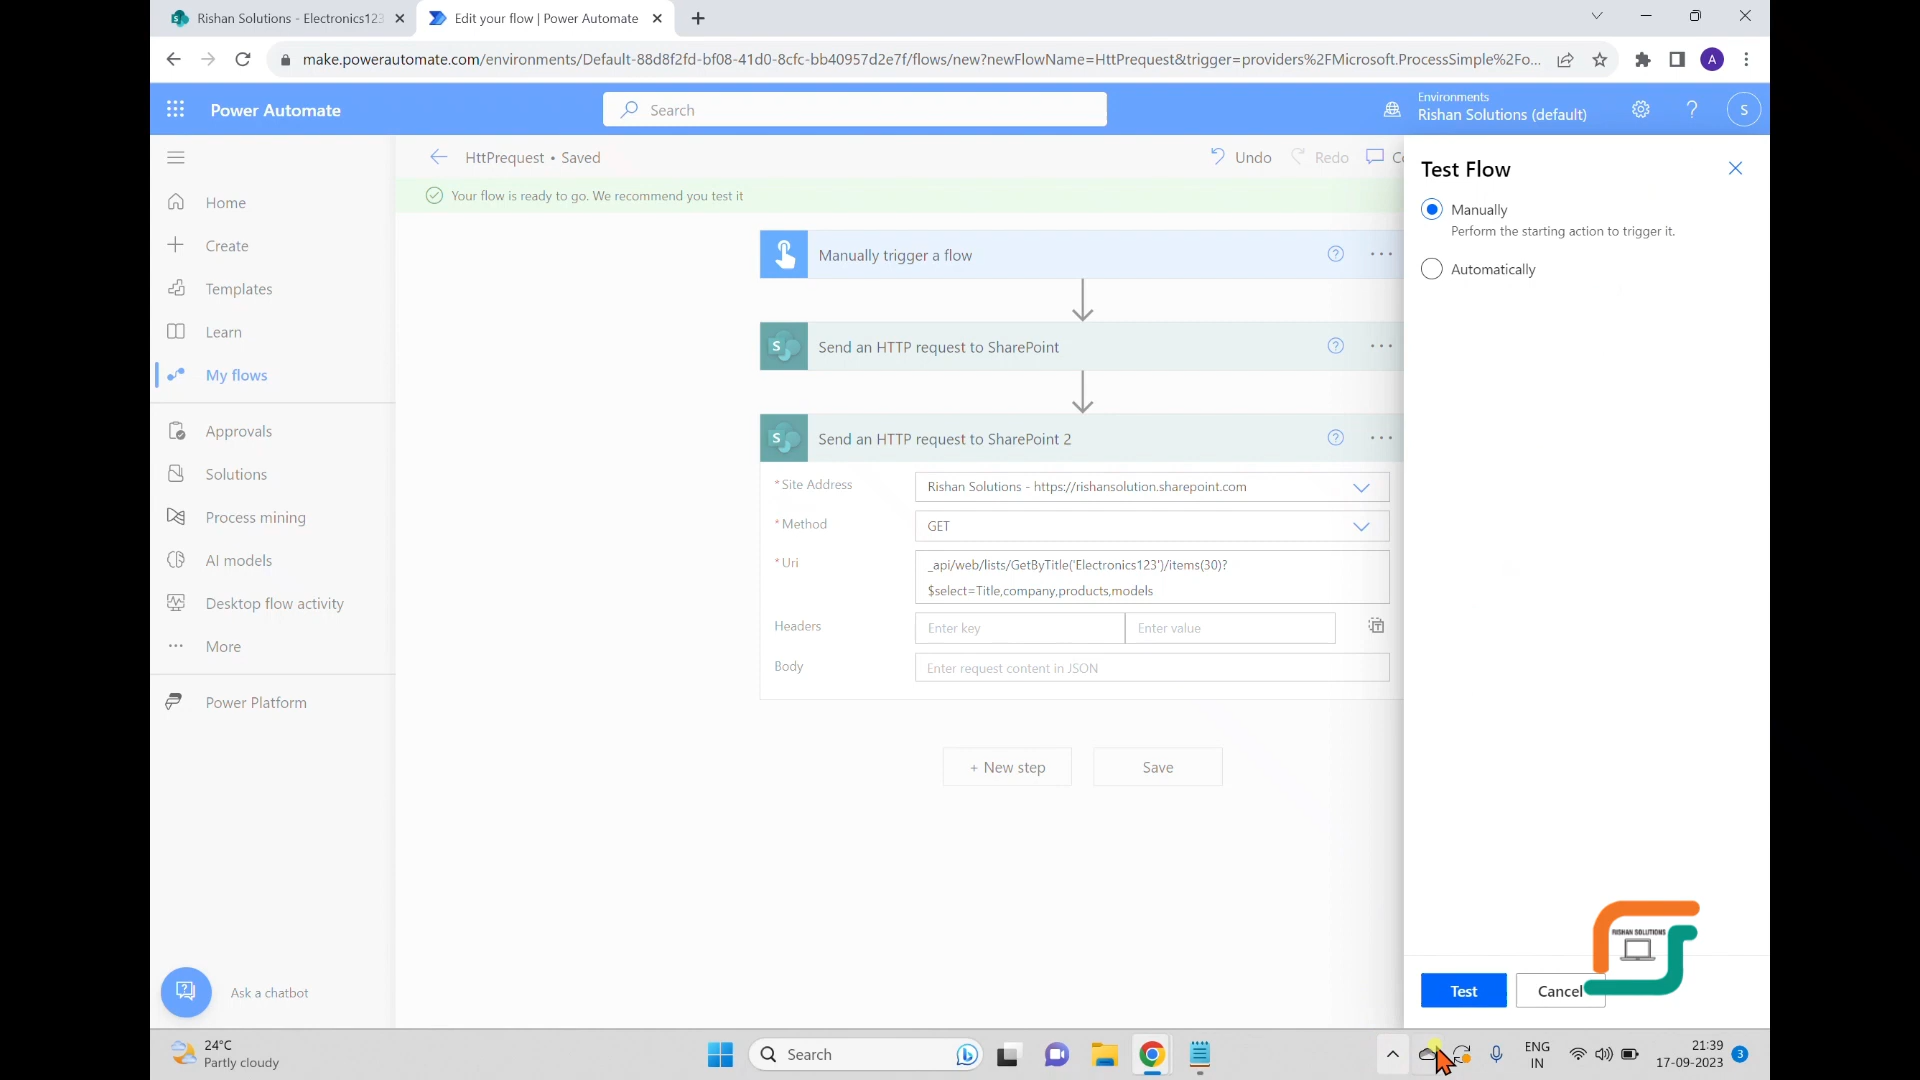 Rishan Solutions - Electronics123
Edit your flow | Power Automate
make.powerautomate.com/environments/Default-88d8f2fd-bf08-41d0-8cfc-bb40957d2e7f/flows/new?newFlowName=HttPrequest&trigger=providers%2FMicrosoft.ProcessSimple%2Fo...
A
Power Automate
Search
Environments
Rishan Solutions (default)
?
S
HttPrequest • Saved
Undo
Redo
Your flow is ready to go. We recommend you test it
Home
Create
Templates
Learn
My flows
Approvals
Solutions
Process mining
AI models
Desktop flow activity
More
Power Platform
Ask a chatbot
Manually trigger a flow
Send an HTTP request to SharePoint
Send an HTTP request to SharePoint 2
* Site Address
Rishan Solutions - https://rishansolution.sharepoint.com
* Method
GET
* Uri
_api/web/lists/GetByTitle('Electronics123')/items(30)?
$select=Title,company,products,models
Headers
Enter key
Enter value
Body
Enter request content in JSON
+ New step
Save
Test Flow
Manually
Perform the starting action to trigger it.
Automatically
RISHAN SOLUTIONS
Test
Cancel
24°C
Partly cloudy
Search
ENG
IN
21:39
17-09-2023
3